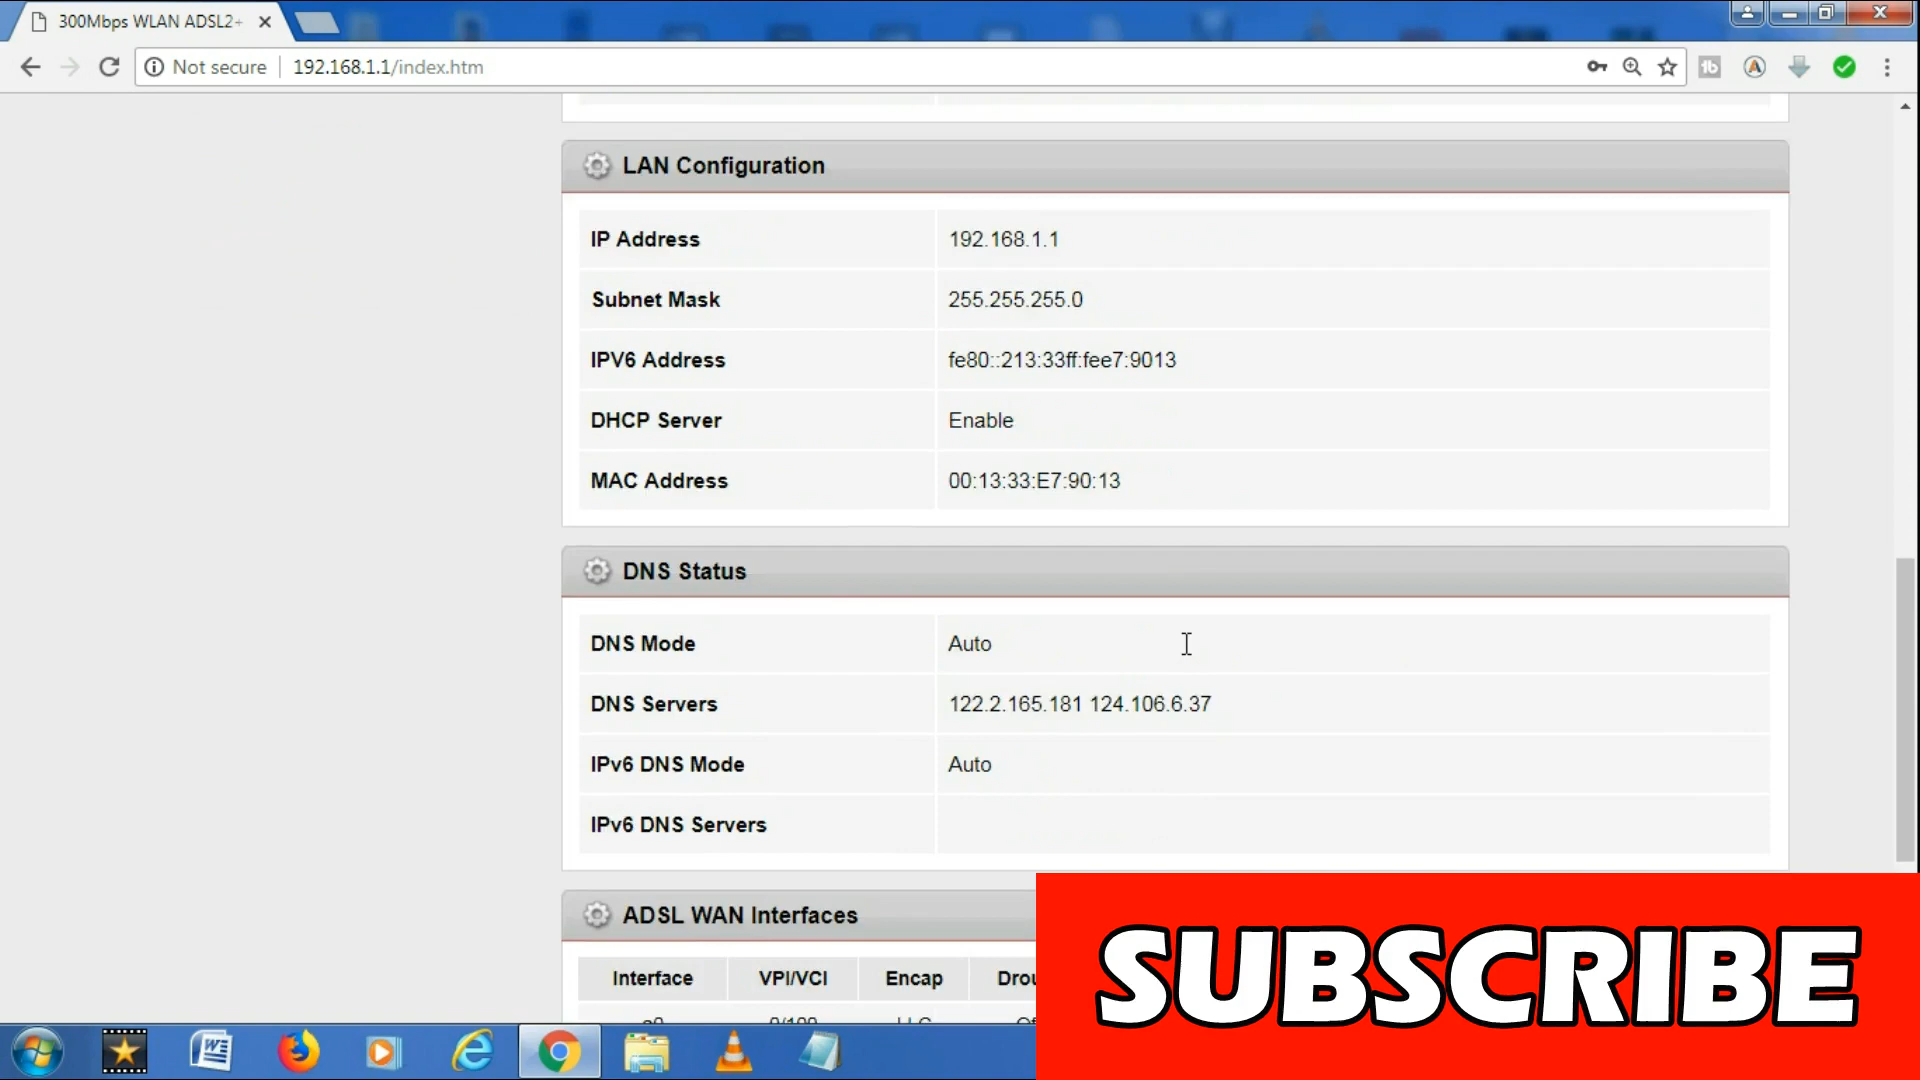 300Mbps WLAN ADSL2+
Not secure
192.168.1.1/index.htm
LAN Configuration
IP Address
192.168.1.1
Subnet Mask
255.255.255.0
IPV6 Address
fe80::213:33ff:fee7:9013
DHCP Server
Enable
MAC Address
00:13:33:E7:90:13
DNS Status
DNS Mode
Auto
DNS Servers
122.2.165.181 124.106.6.37
IPv6 DNS Mode
Auto
IPv6 DNS Servers
ADSL WAN Interfaces
Interface
VPI/VCI
Encap
SUBSCRIBE